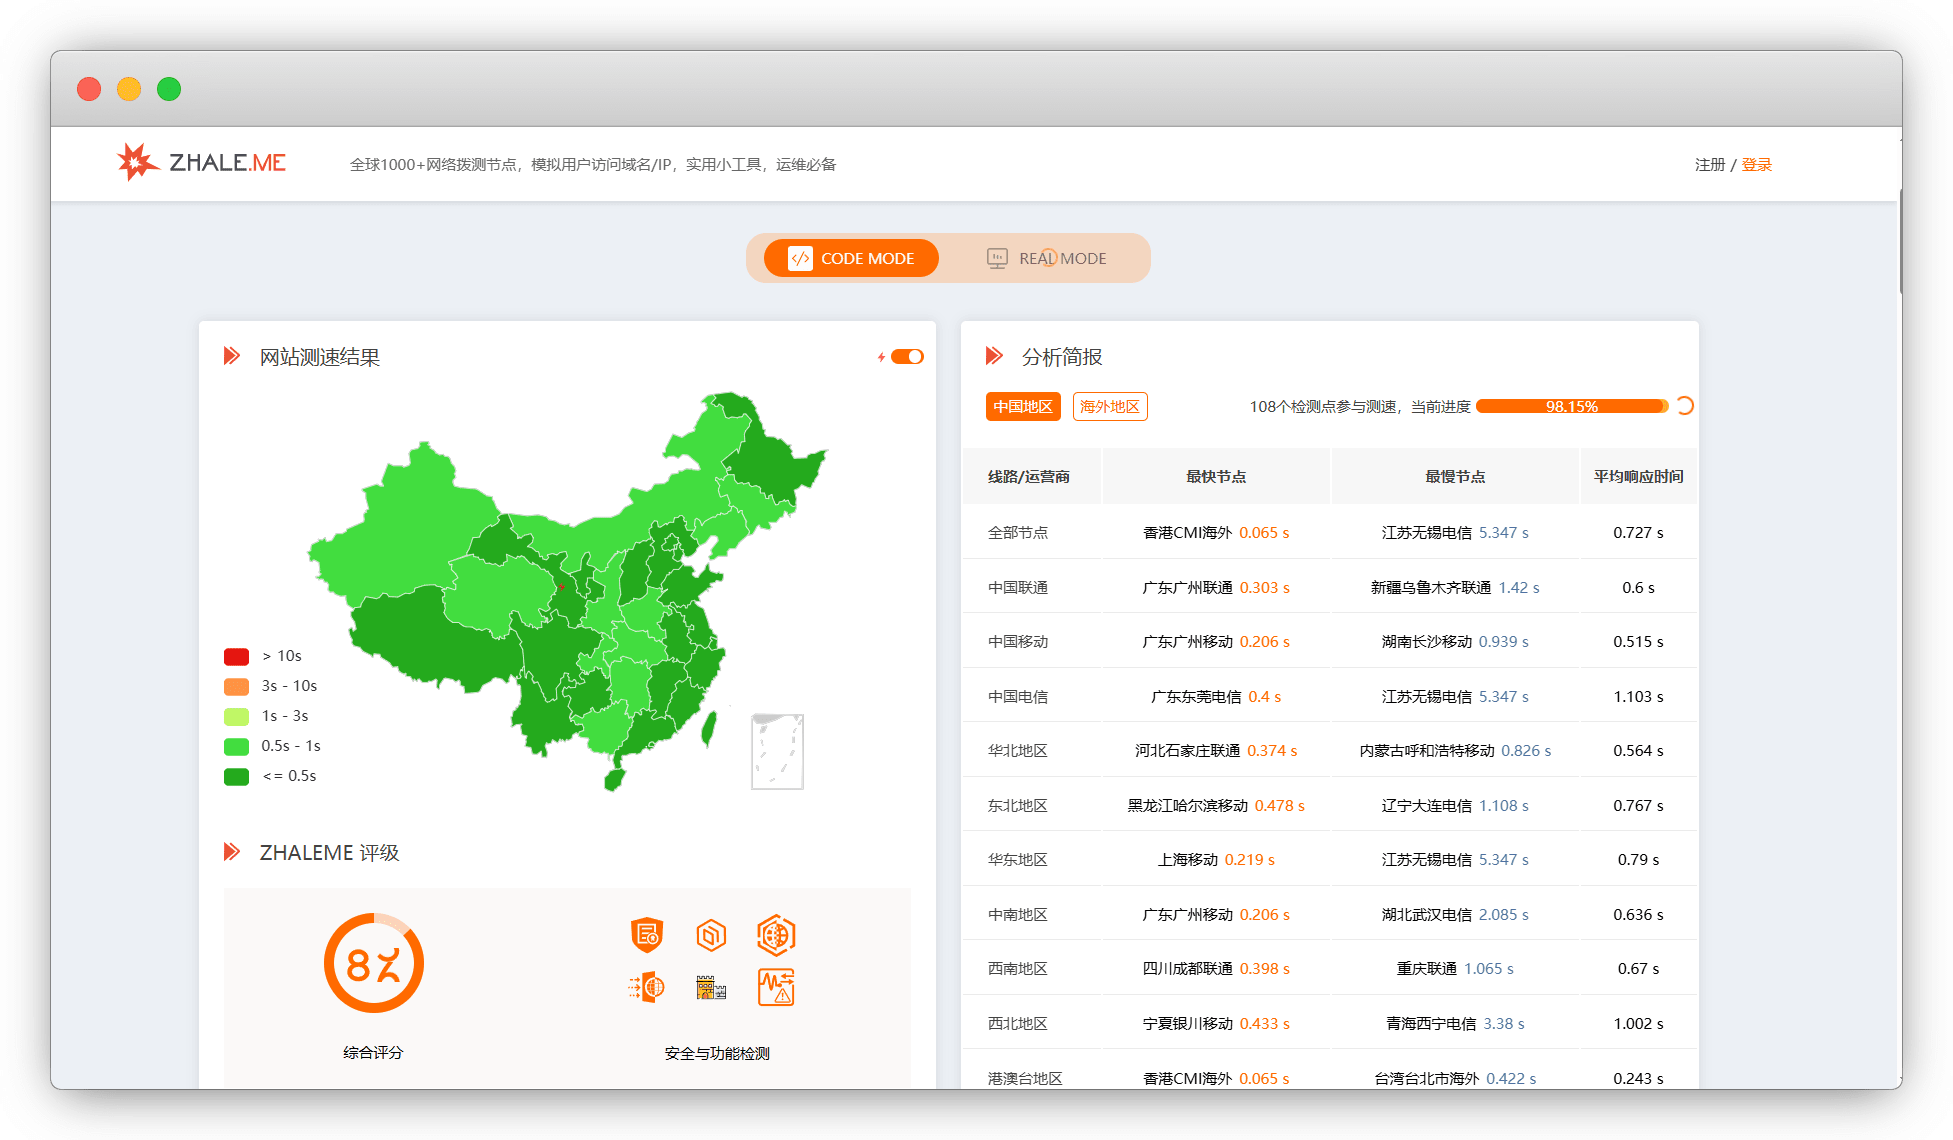 ZHALE.ME
全球1000+网络拨测节点，模拟用户访问域名/IP，实用小工具，运维必备
注册 / 登录
CODE MODE
REAL MODE
网站测速结果
> 10s
3s - 10s
1s - 3s
0.5s - 1s
<= 0.5s
ZHALEME 评级
综合评分
安全与功能检测
分析简报
中国地区 海外地区
108个检测点参与测速，当前进度 98.15%
线路/运营商 最快节点 最慢节点 平均响应时间
全部节点 香港CMI海外 0.065 s 江苏无锡电信 5.347 s 0.727 s
中国联通 广东广州联通 0.303 s 新疆乌鲁木齐联通 1.42 s 0.6 s
中国移动 广东广州移动 0.206 s 湖南长沙移动 0.939 s 0.515 s
中国电信 广东东莞电信 0.4 s 江苏无锡电信 5.347 s 1.103 s
华北地区 河北石家庄联通 0.374 s 内蒙古呼和浩特移动 0.826 s 0.564 s
东北地区 黑龙江哈尔滨移动 0.478 s 辽宁大连电信 1.108 s 0.767 s
华东地区 上海移动 0.219 s 江苏无锡电信 5.347 s 0.79 s
中南地区 广东广州移动 0.206 s 湖北武汉电信 2.085 s 0.636 s
西南地区 四川成都联通 0.398 s 重庆联通 1.065 s 0.67 s
西北地区 宁夏银川移动 0.433 s 青海西宁电信 3.38 s 1.002 s
港澳台地区 香港CMI海外 0.065 s 台湾台北市海外 0.422 s 0.243 s